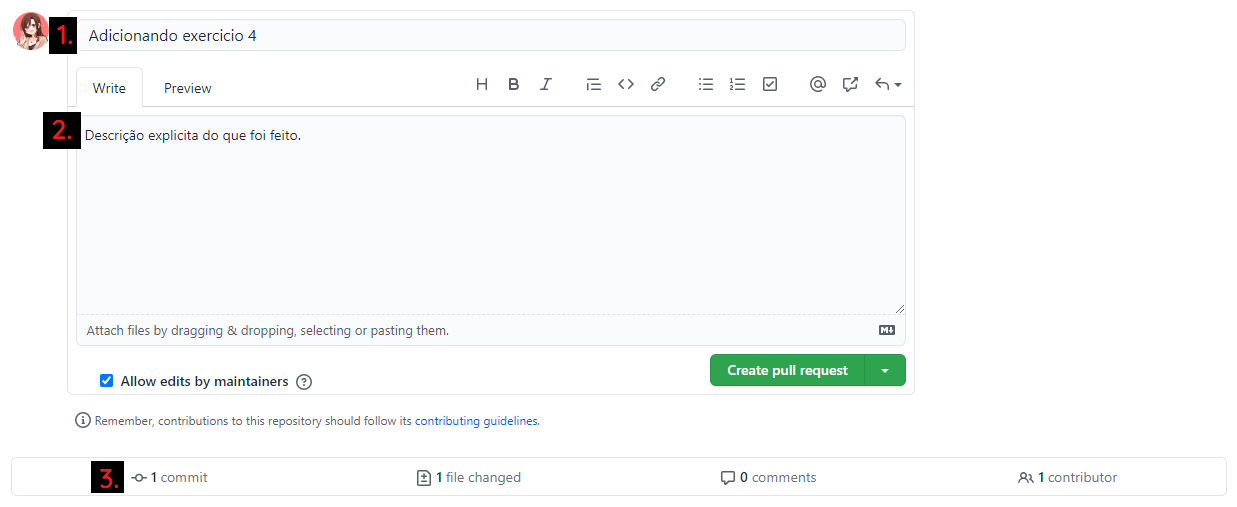 1. Adicionando exercicio 4
Write Preview
2. Descrição explicita do que foi feito.
Attach files by dragging & dropping, selecting or pasting them.
Allow edits by maintainers
Create pull request
Remember, contributions to this repository should follow its contributing guidelines.
3. 1 commit 1 file changed 0 comments 1 contributor